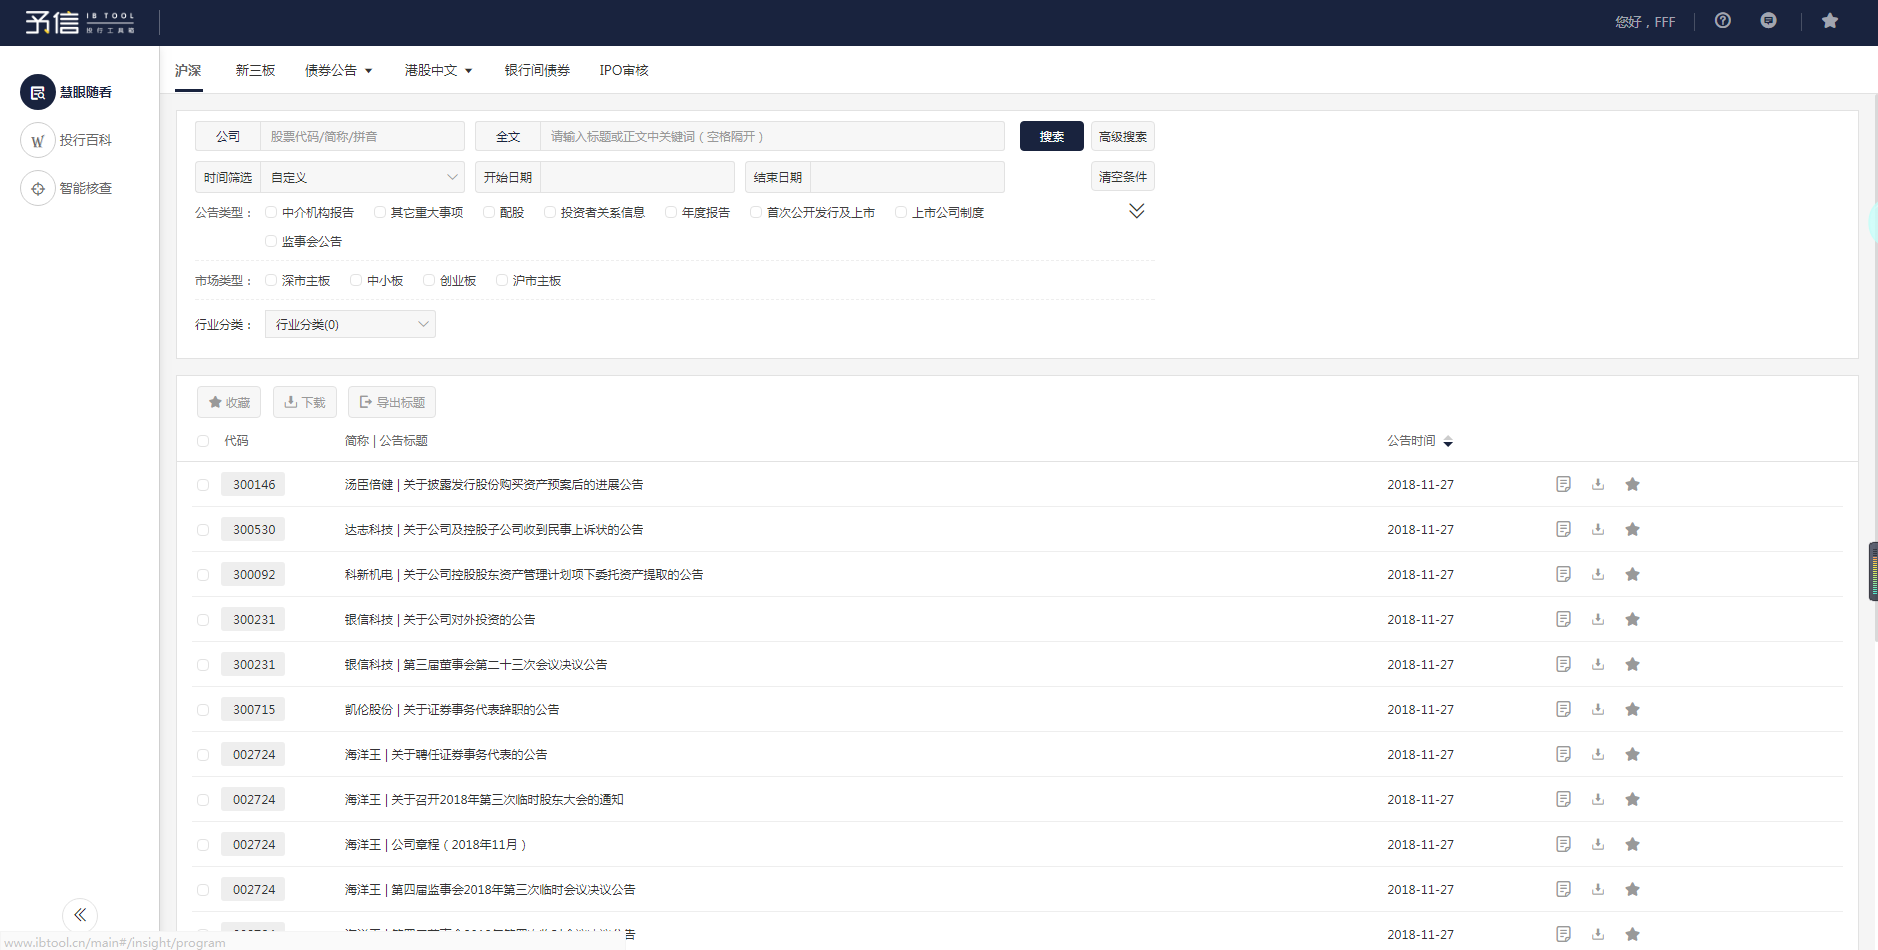 予信 IB TOOL 投行工具箱
您好，FFF
慧眼随看
投行百科
智能核查
沪深 新三板 债券公告 港股中文 银行间债券 IPO审核
公司 股票代码/简称/拼音 全文 请输入标题或正文中关键词（空格隔开） 搜索 高级搜索
时间筛选 自定义 开始日期 结束日期 清空条件
公告类型： 中介机构报告 其它重大事项 配股 投资者关系信息 年度报告 首次公开发行及上市 上市公司制度
监事会公告
市场类型： 深市主板 中小板 创业板 沪市主板
行业分类： 行业分类(0)
收藏 下载 导出标题
代码 简称 | 公告标题 公告时间
300146 汤臣倍健 | 关于披露发行股份购买资产预案后的进展公告 2018-11-27
300530 达志科技 | 关于公司及控股子公司收到民事上诉状的公告 2018-11-27
300092 科新机电 | 关于公司控股股东资产管理计划项下委托资产提取的公告 2018-11-27
300231 银信科技 | 关于公司对外投资的公告 2018-11-27
300231 银信科技 | 第三届董事会第二十三次会议决议公告 2018-11-27
300715 凯伦股份 | 关于证券事务代表辞职的公告 2018-11-27
002724 海洋王 | 关于聘任证券事务代表的公告 2018-11-27
002724 海洋王 | 关于召开2018年第三次临时股东大会的通知 2018-11-27
002724 海洋王 | 公司章程（2018年11月） 2018-11-27
002724 海洋王 | 第四届监事会2018年第三次临时会议决议公告 2018-11-27
2018-11-27
www.ibtool.cn/main#/insight/program